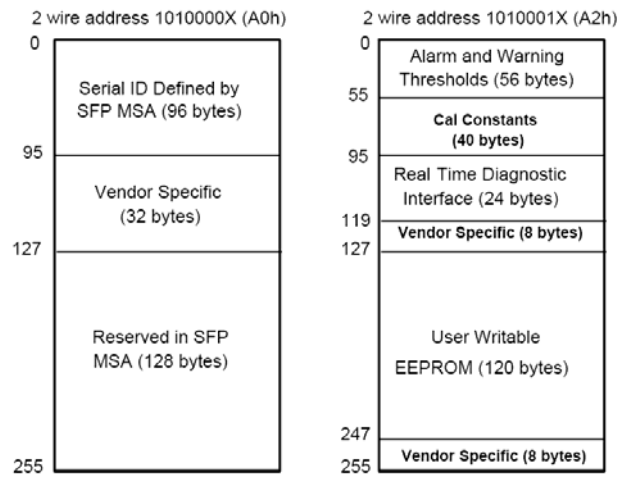 2 wire address 1010000X (A0h)
0
Serial ID Defined by
SFP MSA (96 bytes)
95
Vendor Specific
(32 bytes)
127
Reserved in SFP
MSA (128 bytes)
255
2 wire address 1010001X (A2h)
0
Alarm and Warning
Thresholds (56 bytes)
55
Cal Constants
(40 bytes)
95
Real Time Diagnostic
Interface (24 bytes)
119
Vendor Specific (8 bytes)
127
User Writable
EEPROM (120 bytes)
247
Vendor Specific (8 bytes)
255